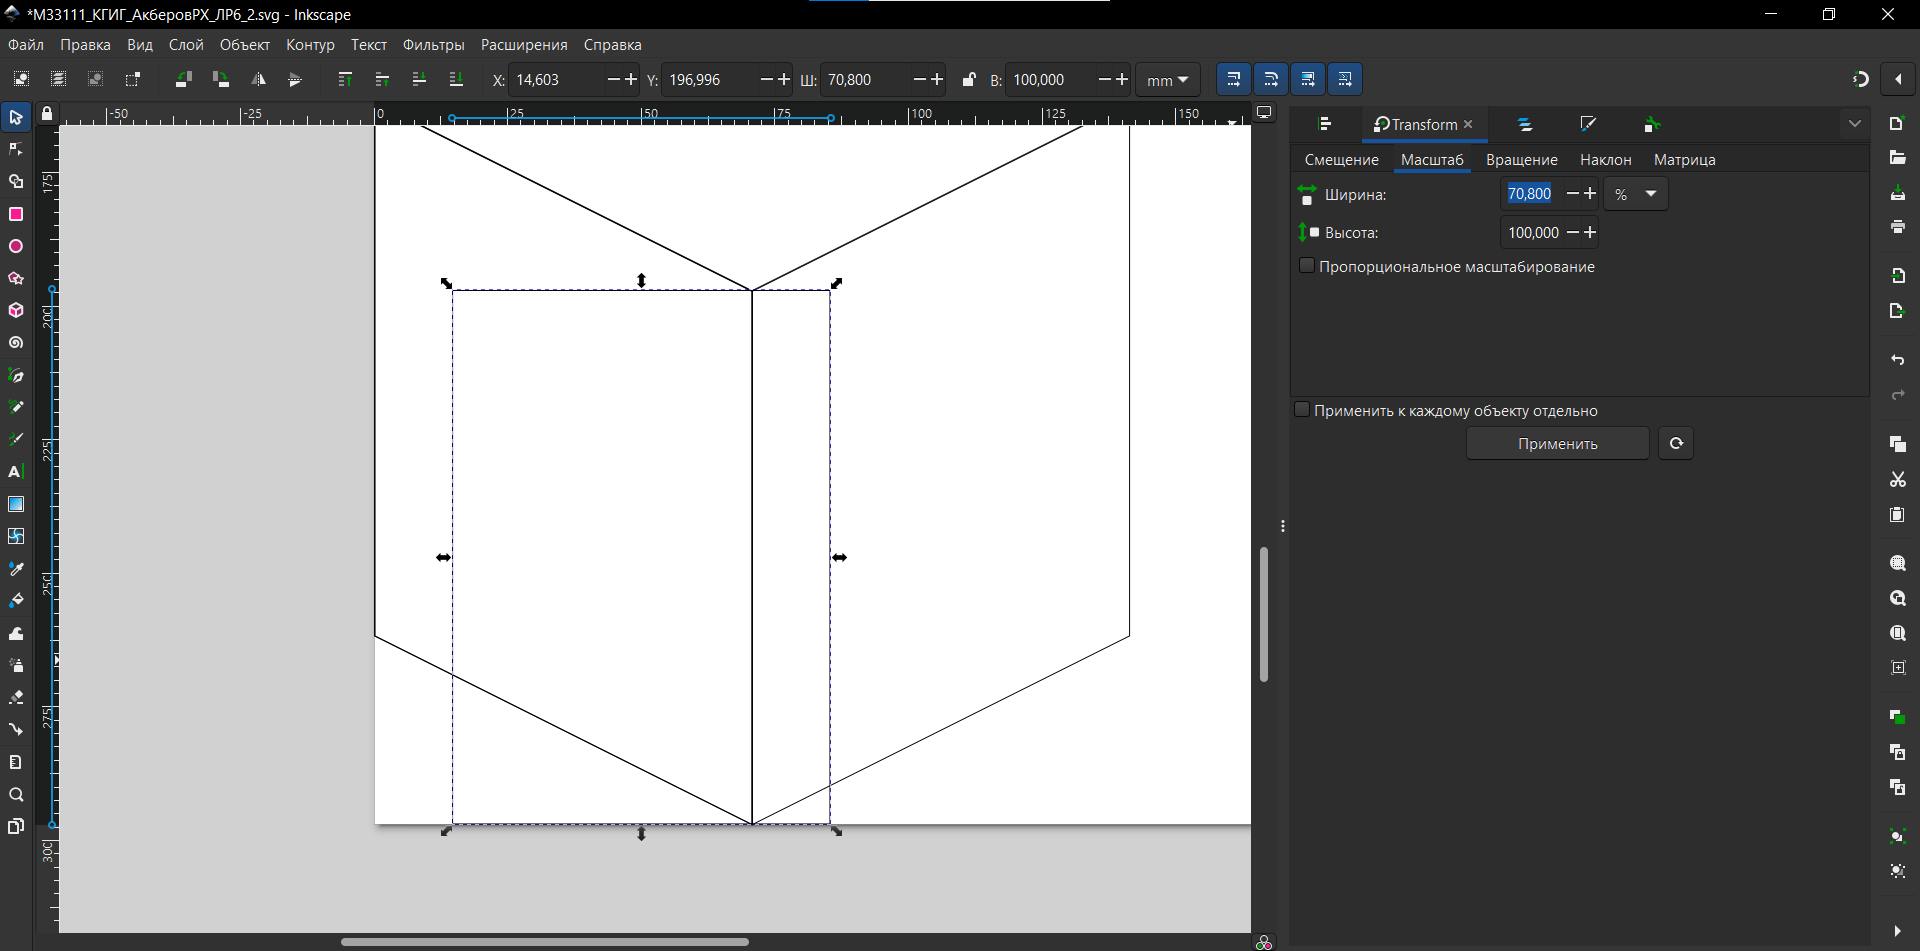 *М33111_КГИГ_АкберовРХ_ЛР6_2.svg - Inkscape
Файл Правка Вид Слой Объект Контур Текст Фильтры Расширения Справка
X: 14,603 Y: 196,996 Ш: 70,800 В: 100,000 mm
-50 -25 0 25 50 75 100 125 150
175
200
225
250
275
300
Transform
Смещение Масштаб Вращение Наклон Матрица
Ширина: 70,800 %
Высота: 100,000
Пропорциональное масштабирование
Применить к каждому объекту отдельно
Применить